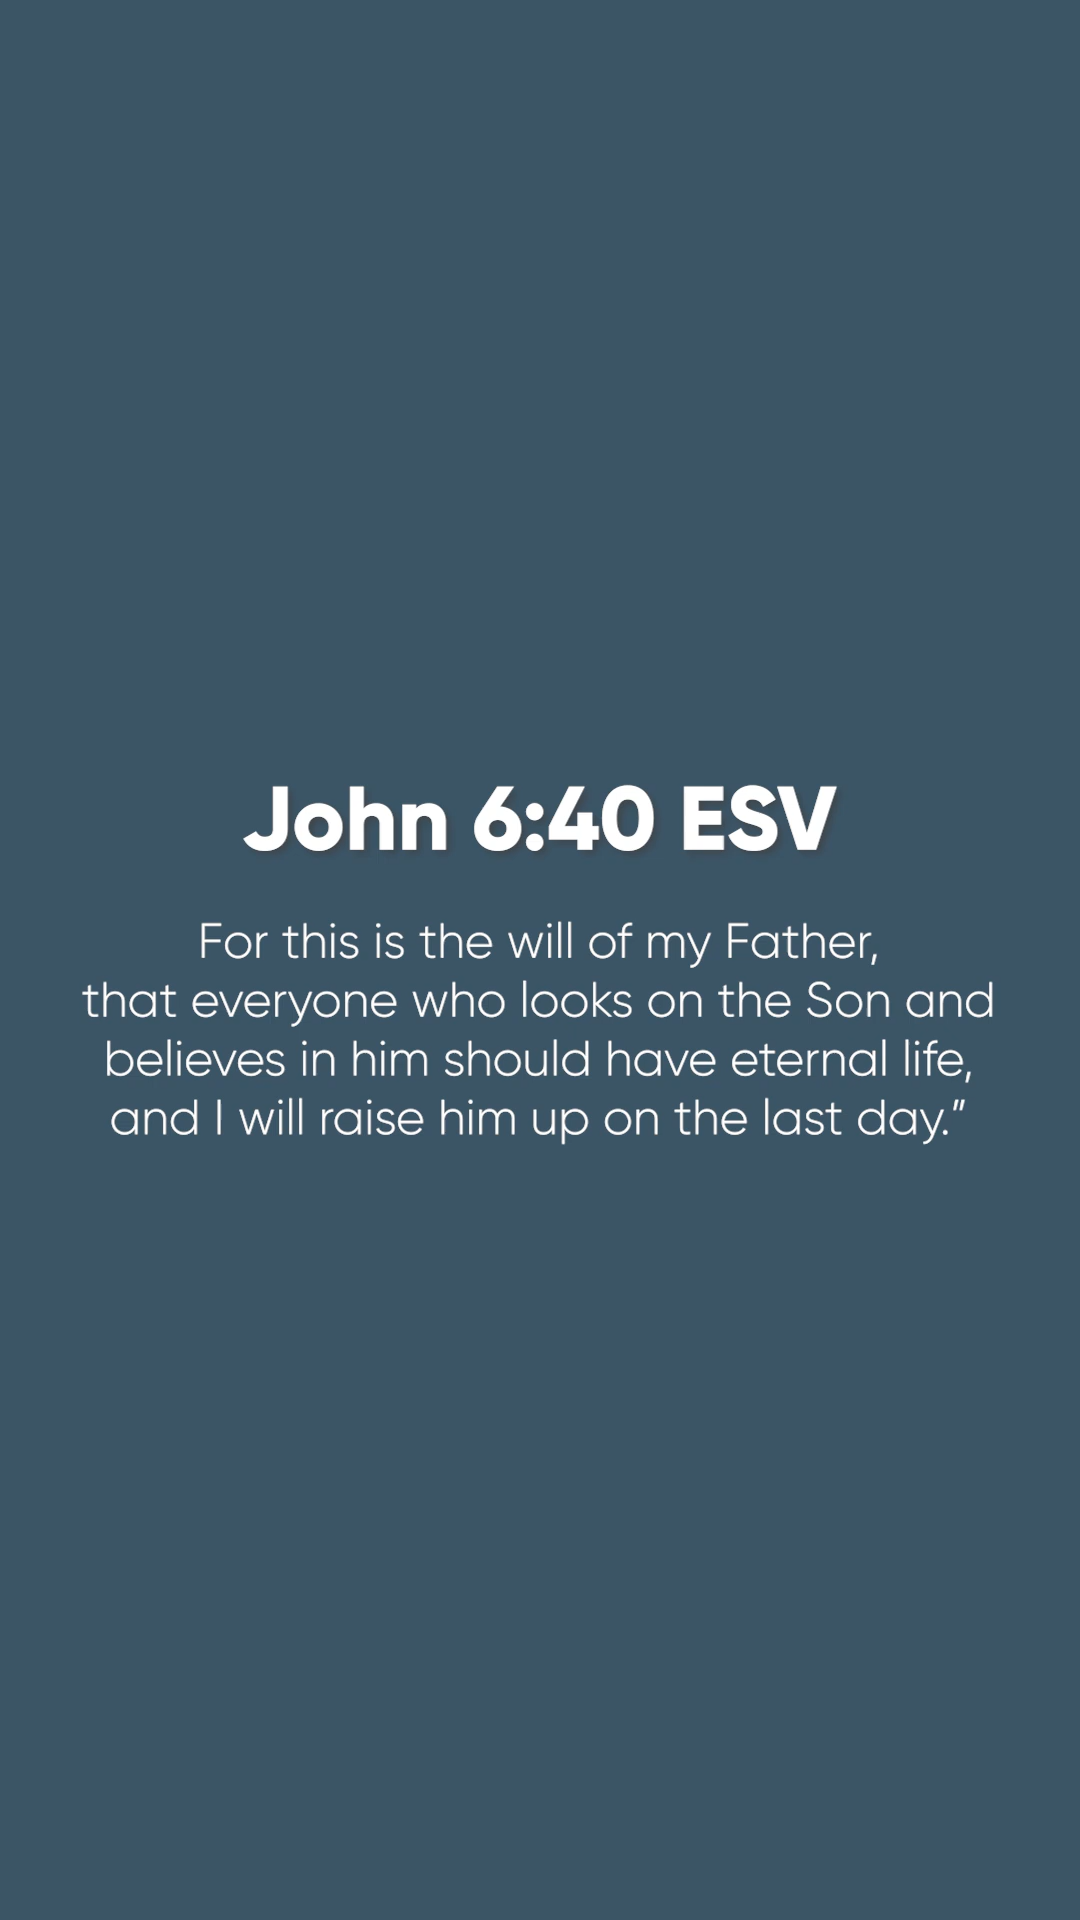 John 6:40 ESV
For this is the will of my Father,
that everyone who looks on the Son and
believes in him should have eternal life,
and I will raise him up on the last day.”